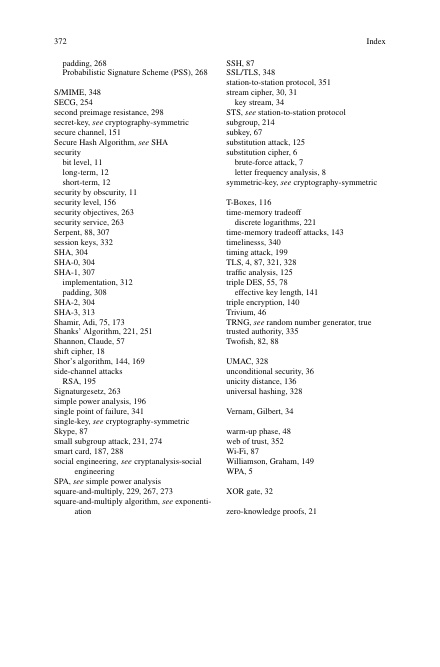 372
Index
padding, 268
Probabilistic Signature Scheme (PSS), 268
S/MIME, 348
SECG, 254
second preimage resistance, 298
secret-key, see cryptography-symmetric
secure channel, 151
Secure Hash Algorithm, see SHA
security
bit level, 11
long-term, 12
short-term, 12
security by obscurity, 11
security level, 156
security objectives, 263
security service, 263
Serpent, 88, 307
session keys, 332
SHA, 304
SHA-0, 304
SHA-1, 307
implementation, 312
padding, 308
SHA-2, 304
SHA-3, 313
Shamir, Adi, 75, 173
Shanks' Algorithm, 221, 251
Shannon, Claude, 57
shift cipher, 18
Shor's algorithm, 144, 169
side-channel attacks
RSA, 195
Signaturgesetz, 263
simple power analysis, 196
single point of failure, 341
single-key, see cryptography-symmetric
Skype, 87
small subgroup attack, 231, 274
smart card, 187, 288
social engineering, see cryptanalysis-social
engineering
SPA, see simple power analysis
square-and-multiply, 229, 267, 273
square-and-multiply algorithm, see exponenti-
ation
SSH, 87
SSL/TLS, 348
station-to-station protocol, 351
stream cipher, 30, 31
key stream, 34
STS, see station-to-station protocol
subgroup, 214
subkey, 67
substitution attack, 125
substitution cipher, 6
brute-force attack, 7
letter frequency analysis, 8
symmetric-key, see cryptography-symmetric
T-Boxes, 116
time-memory tradeoff
discrete logarithms, 221
time-memory tradeoff attacks, 143
timelinesss, 340
timing attack, 199
TLS, 4, 87, 321, 328
traffic analysis, 125
triple DES, 55, 78
effective key length, 141
triple encryption, 140
Trivium, 46
TRNG, see random number generator, true
trusted authority, 335
Twofish, 82, 88
UMAC, 328
unconditional security, 36
unicity distance, 136
universal hashing, 328
Vernam, Gilbert, 34
warm-up phase, 48
web of trust, 352
Wi-Fi, 87
Williamson, Graham, 149
WPA, 5
XOR gate, 32
zero-knowledge proofs, 21